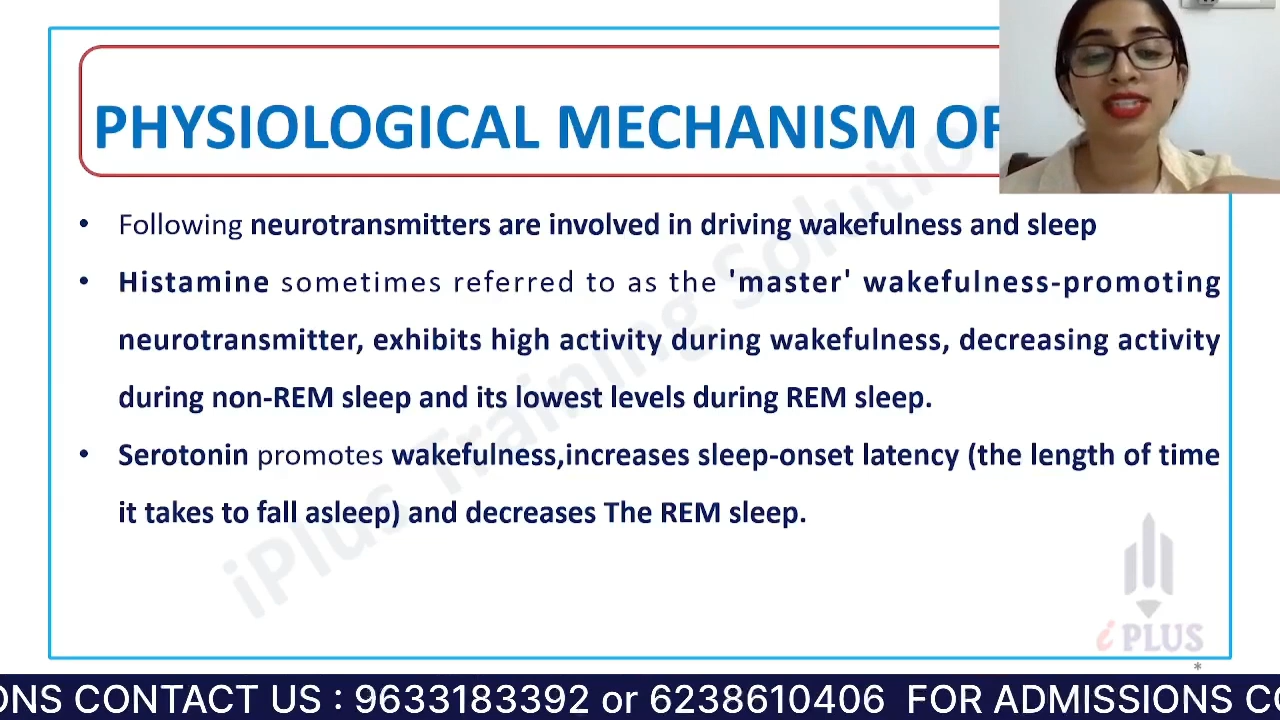 PHYSIOLOGICAL MECHANISM OF
• Following neurotransmitters are involved in driving wakefulness and sleep
• Histamine sometimes referred to as the 'master' wakefulness-promoting
neurotransmitter, exhibits high activity during wakefulness, decreasing activity
during non-REM sleep and its lowest levels during REM sleep.
• Serotonin promotes wakefulness,increases sleep-onset latency (the length of time
it takes to fall asleep) and decreases The REM sleep.
iPlus Training Solutio
i PLUS
*
ONS CONTACT US : 9633183392 or 6238610406 FOR ADMISSIONS CO